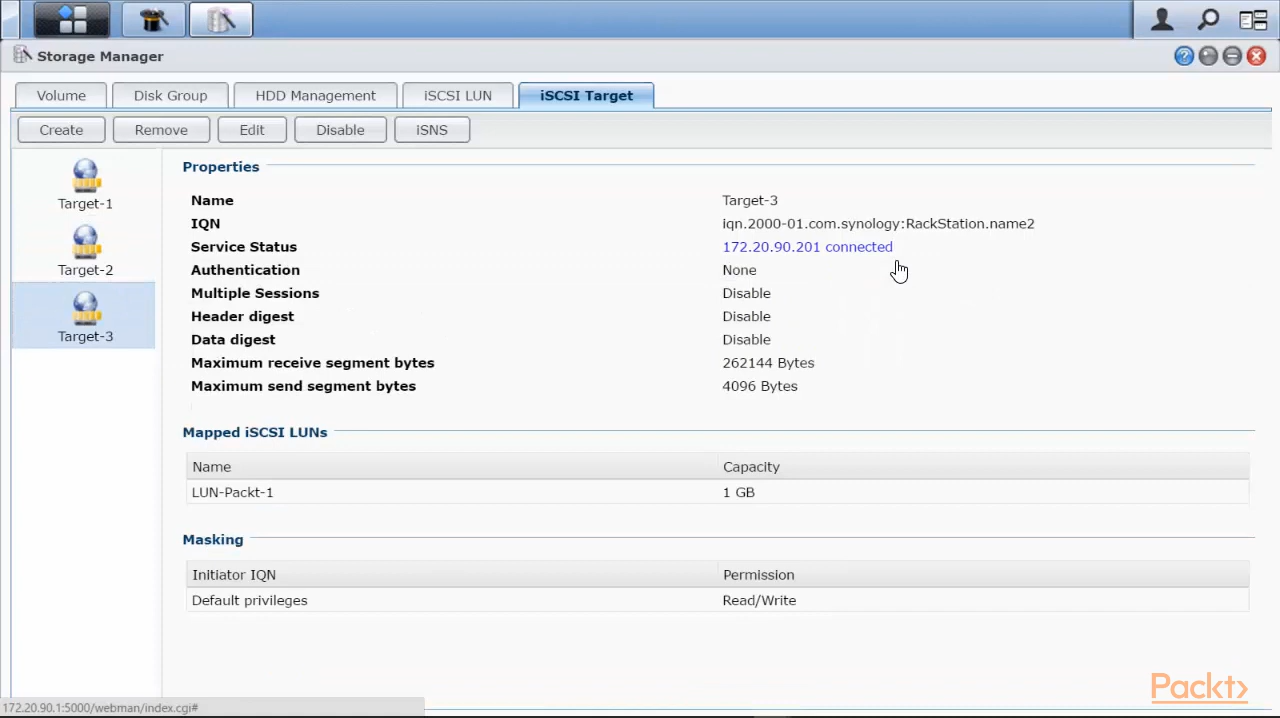 Storage Manager
Volume Disk Group HDD Management iSCSI LUN iSCSI Target
Create Remove Edit Disable iSNS
Target-1
Target-2
Target-3
Properties
Name Target-3
IQN iqn.2000-01.com.synology:RackStation.name2
Service Status 172.20.90.201 connected
Authentication None
Multiple Sessions Disable
Header digest Disable
Data digest Disable
Maximum receive segment bytes 262144 Bytes
Maximum send segment bytes 4096 Bytes
Mapped iSCSI LUNs
Name Capacity
LUN-Packt-1 1 GB
Masking
Initiator IQN Permission
Default privileges Read/Write
Packt
172.20.90.1:5000/webman/index.cgi#